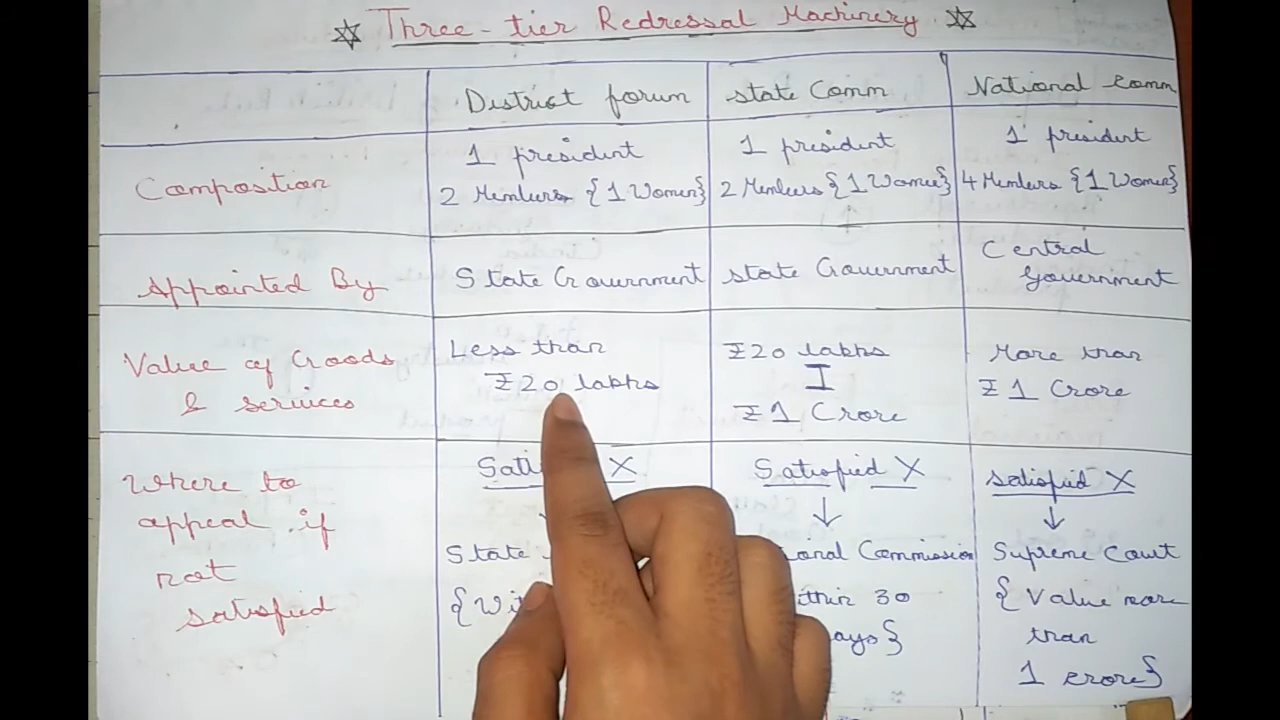 Three-tier Redressal Machinery
District forum
State Comm
National Comm
Composition
1 president
2 Members {1 Women}
1 president
2 Members {1 Women}
1 president
4 Members {1 Women}
Appointed By
State Government
State Government
Central
Government
Value of Goods
& services
Less than
₹20 lakhs
₹20 lakhs
₹1 Crore
More than
₹1 Crore
Where to
appeal if
not
satisfied
X
State
Satisfied X
Commission
30
Satisfied X
Supreme Court
{Value more
than
1 crore}